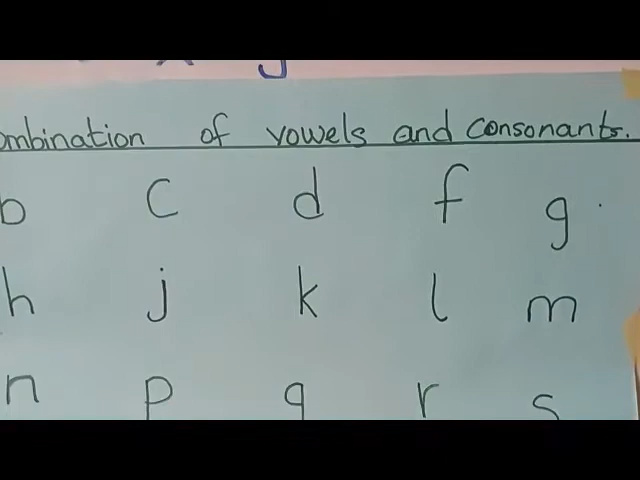 ombination of vowels and consonants.
b c d f g
h j k l m
n p q r s